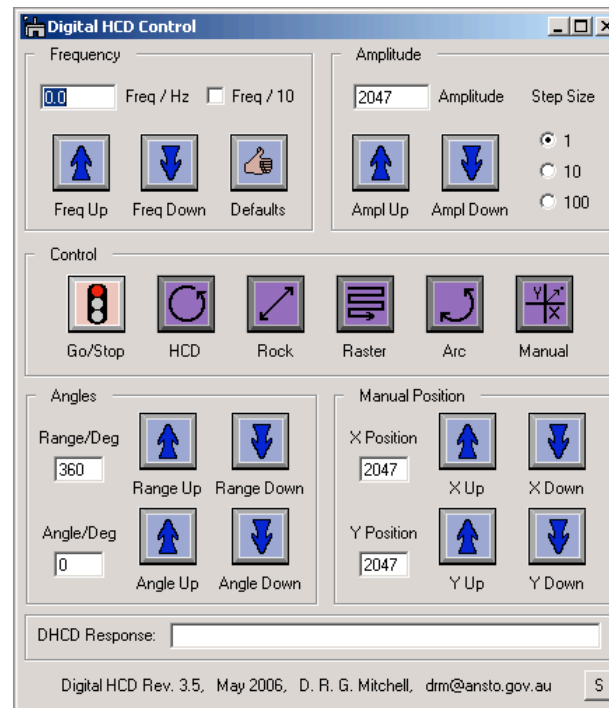 Digital HCD Control
Frequency
0.0 Freq / Hz Freq / 10
Freq Up Freq Down Defaults
Amplitude
2047 Amplitude Step Size
1
10
100
Ampl Up Ampl Down
Control
Go/Stop HCD Rock Raster Arc Manual
Y
X
Angles
Range/Deg
360
Range Up Range Down
Angle/Deg
0
Angle Up Angle Down
Manual Position
X Position
2047
X Up X Down
Y Position
2047
Y Up Y Down
DHCD Response:
Digital HCD Rev. 3.5, May 2006, D. R. G. Mitchell, drm@ansto.gov.au S